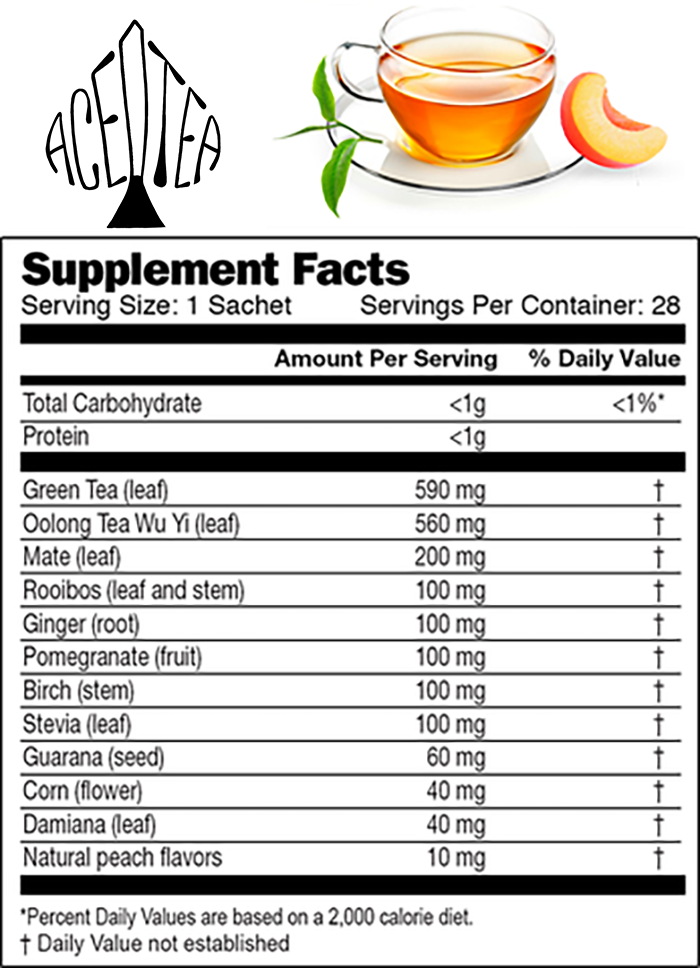 ACEOTEA
Supplement Facts
Serving Size: 1 Sachet Servings Per Container: 28
Amount Per Serving % Daily Value
Total Carbohydrate <1g <1%*
Protein <1g
Green Tea (leaf) 590 mg †
Oolong Tea Wu Yi (leaf) 560 mg †
Mate (leaf) 200 mg †
Rooibos (leaf and stem) 100 mg †
Ginger (root) 100 mg †
Pomegranate (fruit) 100 mg †
Birch (stem) 100 mg †
Stevia (leaf) 100 mg †
Guarana (seed) 60 mg †
Corn (flower) 40 mg †
Damiana (leaf) 40 mg †
Natural peach flavors 10 mg †
*Percent Daily Values are based on a 2,000 calorie diet.
† Daily Value not established